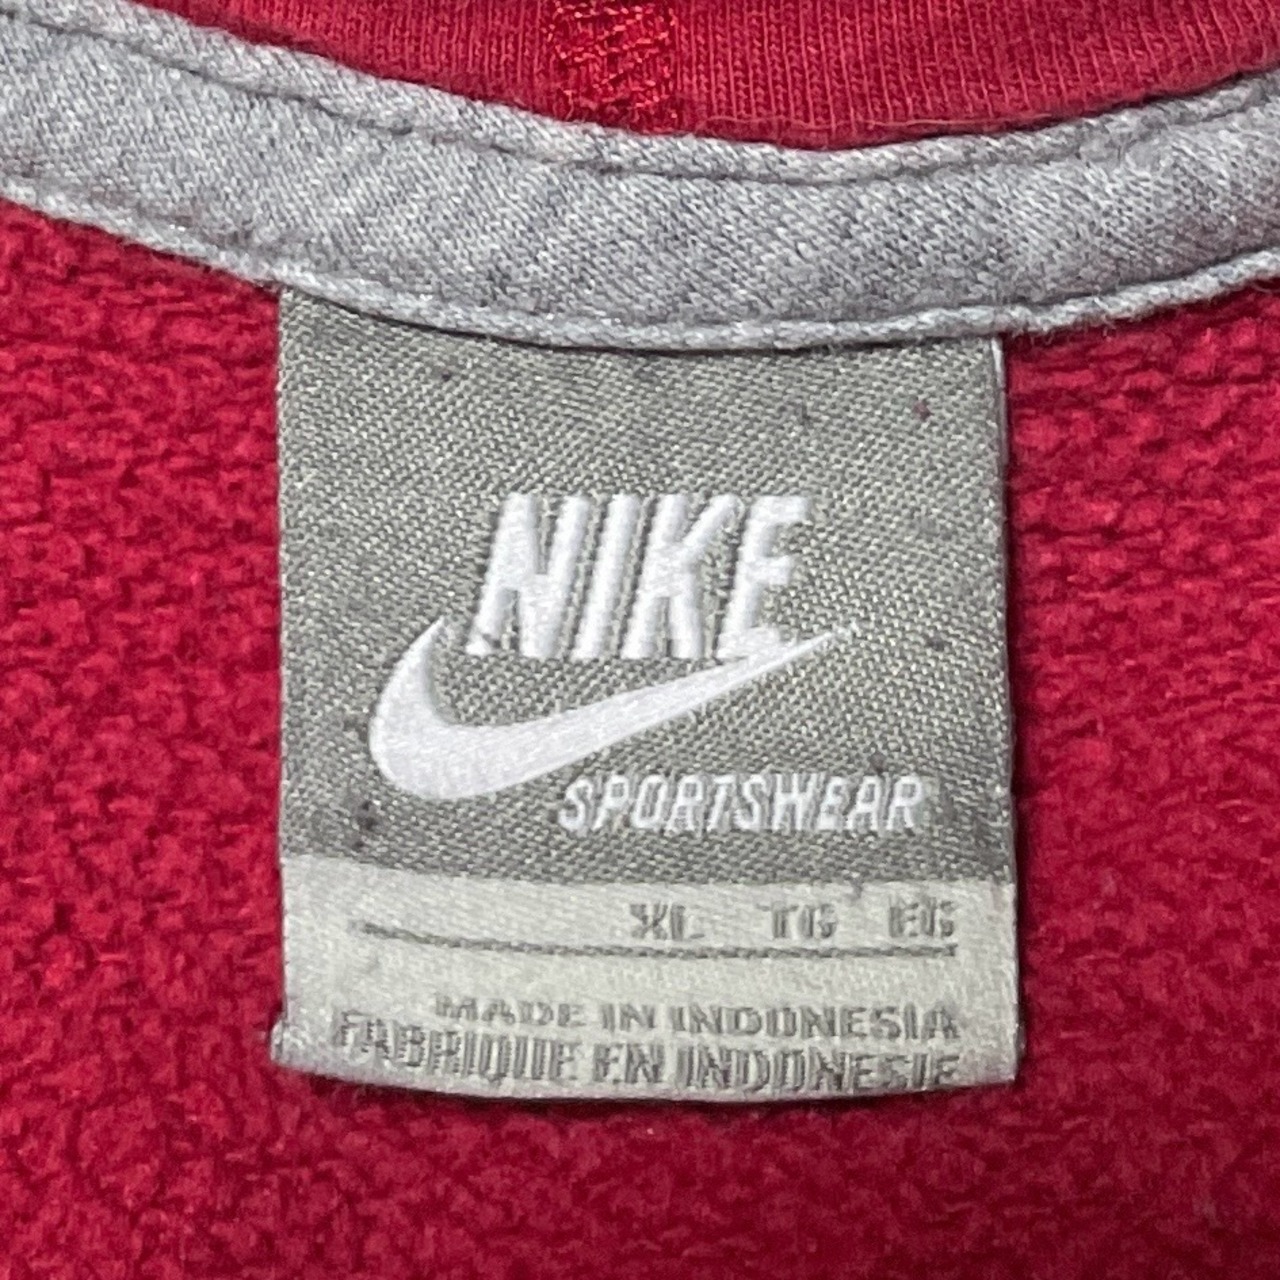 NIKE
SPORTSWEAR
XL TG EG
MADE IN INDONESIA
FABRIQUE EN INDONESIE